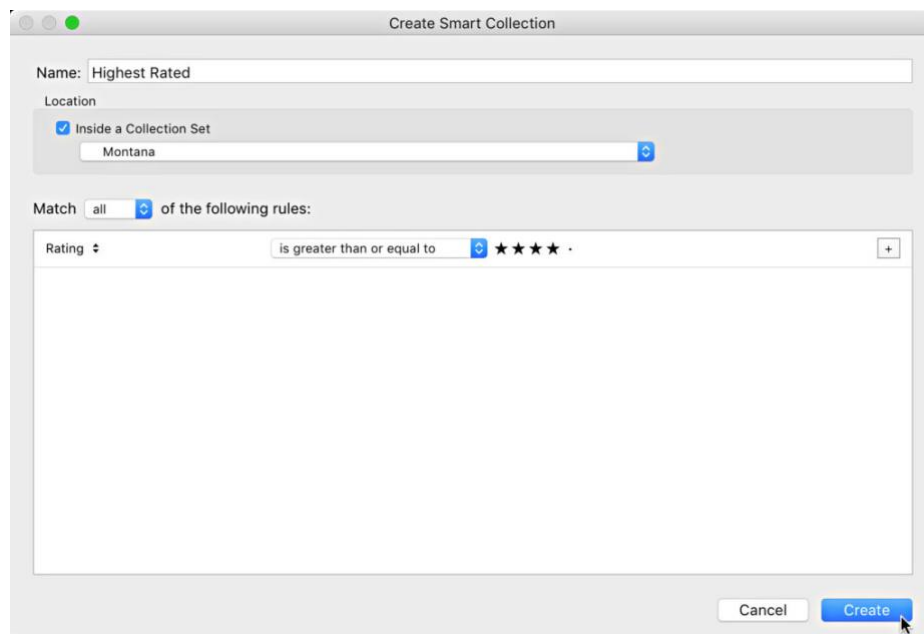 Create Smart Collection
Name: Highest Rated
Location
Inside a Collection Set
Montana
Match all of the following rules:
Rating is greater than or equal to ★★★★ · +
Cancel Create